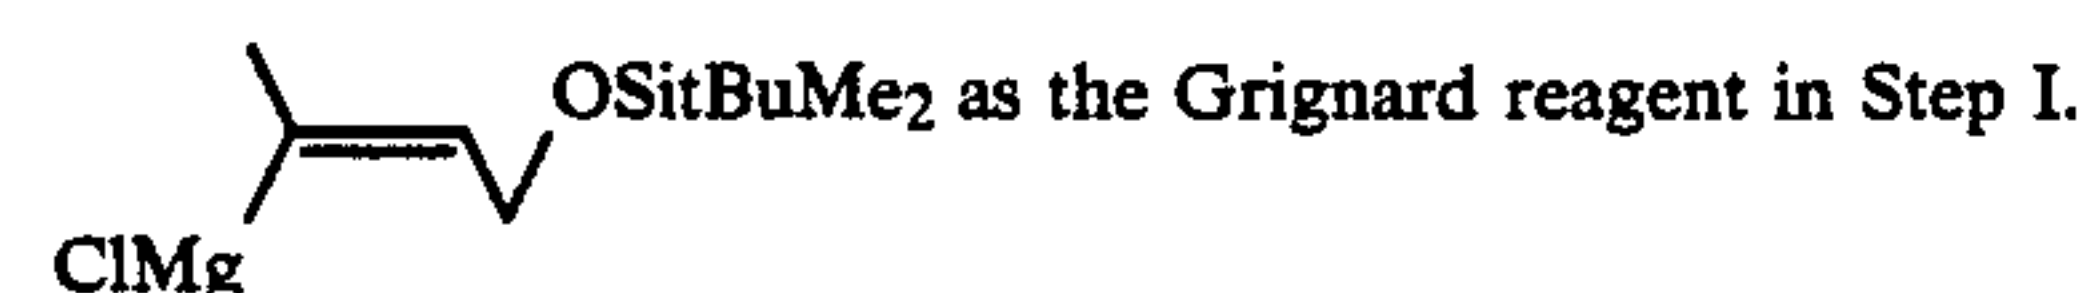 OSitBuMe2 as the Grignard reagent in Step I.
ClMg